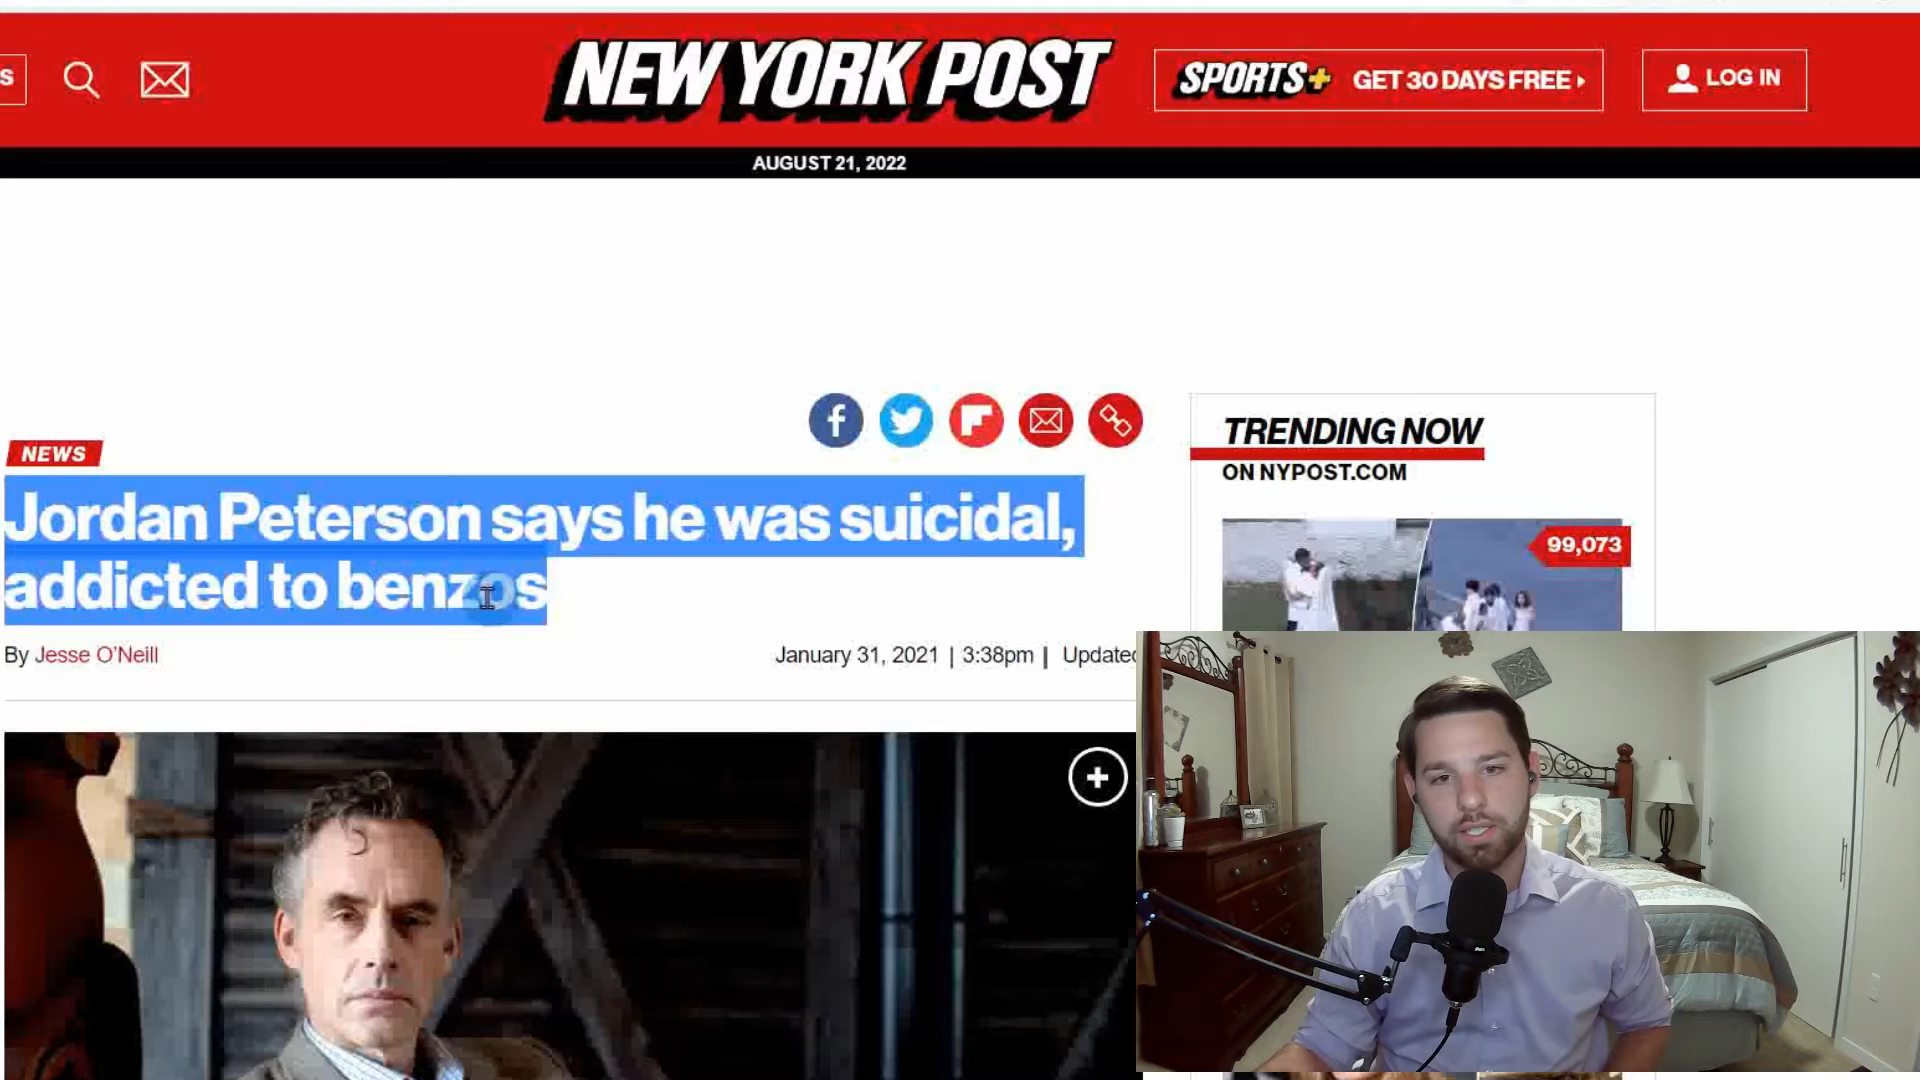 S
NEW YORK POST
SPORTS+ GET 30 DAYS FREE
LOG IN
AUGUST 21, 2022
NEWS
Jordan Peterson says he was suicidal,
addicted to benzos
By Jesse O'Neill
January 31, 2021 | 3:38pm | Updated
TRENDING NOW
ON NYPOST.COM
99,073